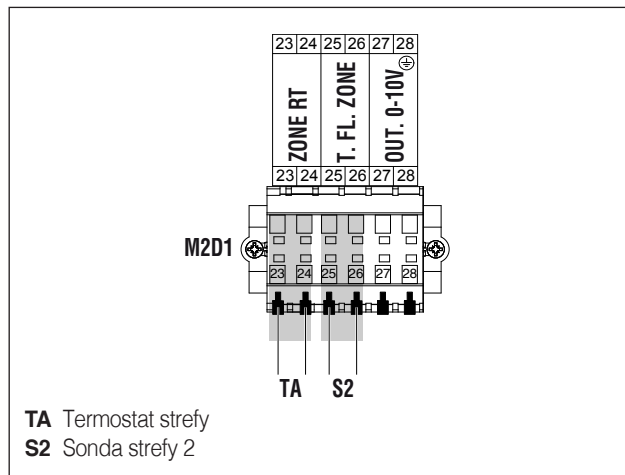 23 24 25 26 27 28
ZONE RT
T. FL. ZONE
OUT. 0-10V
23 24 25 26 27 28
M2D1
23 24 25 26 27 28
TA S2
TA Termostat strefy
S2 Sonda strefy 2